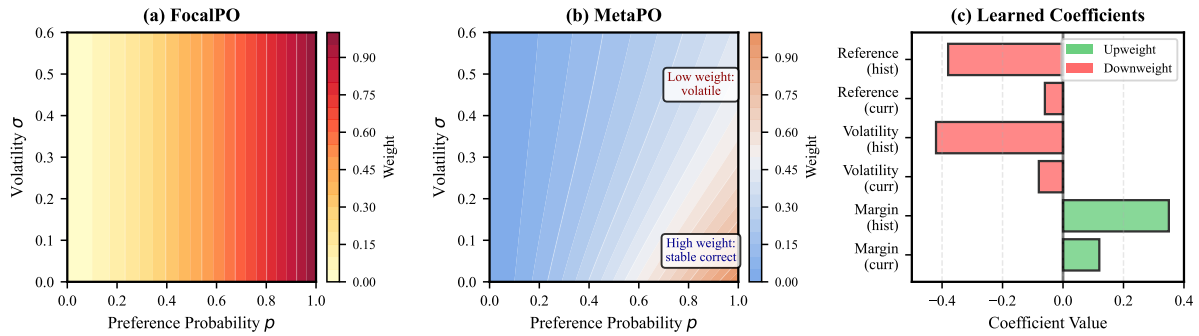 (a) FocalPO
0.6
0.5
0.4
0.3
0.2
0.1
0.0
Volatility σ
0.0 0.2 0.4 0.6 0.8 1.0
Preference Probability p
0.90
0.75
0.60
0.45
0.30
0.15
0.00
Weight
(b) MetaPO
0.6
0.5
0.4
0.3
0.2
0.1
0.0
Volatility σ
Low weight:
volatile
High weight:
stable correct
0.0 0.2 0.4 0.6 0.8 1.0
Preference Probability p
0.90
0.75
0.60
0.45
0.30
0.15
0.00
Weight
(c) Learned Coefficients
Upweight
Downweight
Reference
(hist)
Reference
(curr)
Volatility
(hist)
Volatility
(curr)
Margin
(hist)
Margin
(curr)
−0.4 −0.2 0.0 0.2 0.4
Coefficient Value